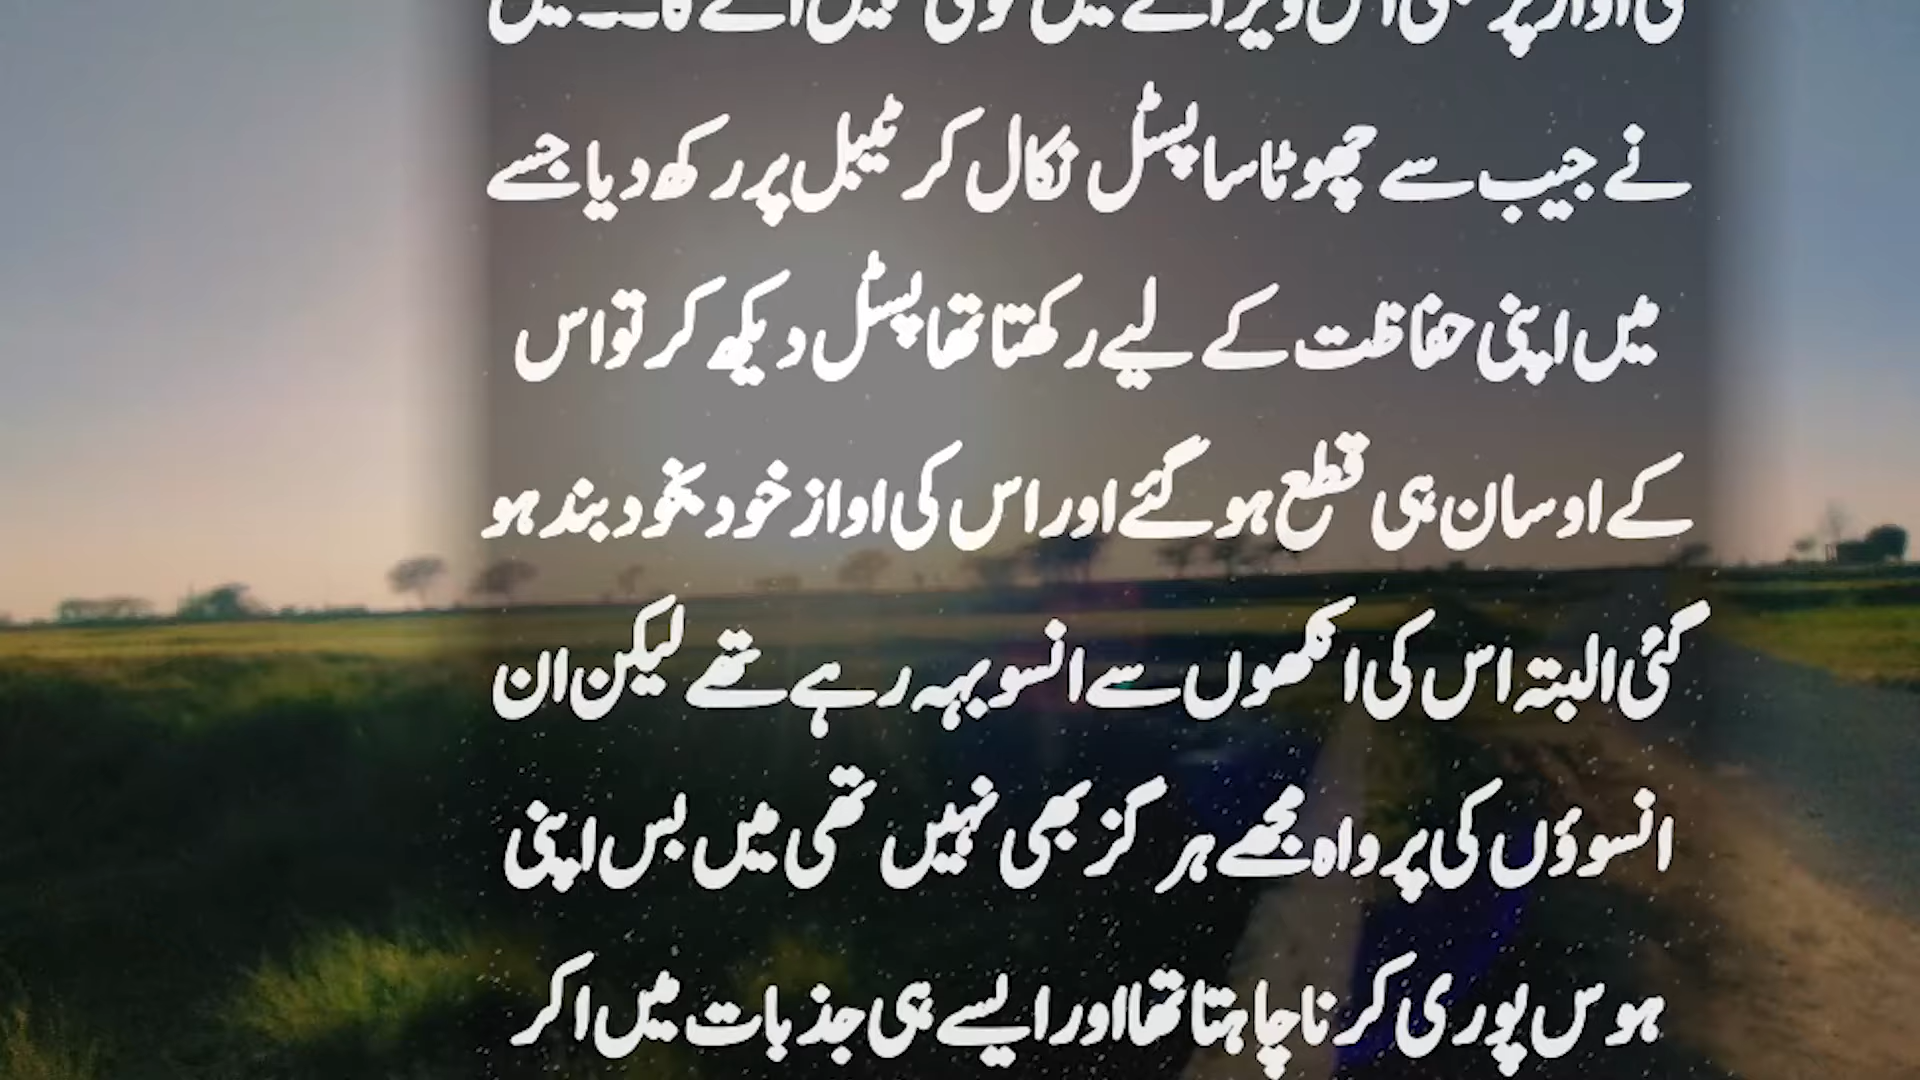 نے جیب سے چھوٹا سا پسٹل نکال کر ٹیبل پر رکھ دیا جسے
میں اپنی حفاظت کے لیے رکھتا تھا پسٹل دیکھ کر تو اس
کے اوسان ہی قطع ہو گئے اور اس کی اواز خود بخود بند ہو
گئی البتہ اس کی انکھوں سے انسو بہہ رہے تھے لیکن ان
انسوؤں کی پرواہ مجھے ہرگز بھی نہیں تھی میں بس اپنی
ہوس پوری کرنا چاہتا تھا اور ایسے ہی جذبات میں اکر